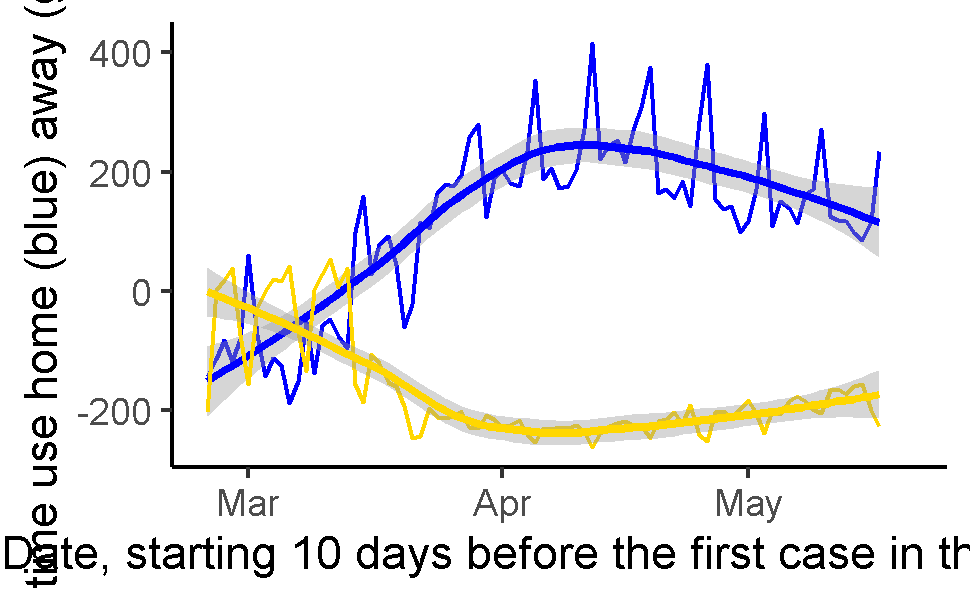 time use home (blue) away (
400
200
0
-200
Mar Apr May
Date, starting 10 days before the first case in th